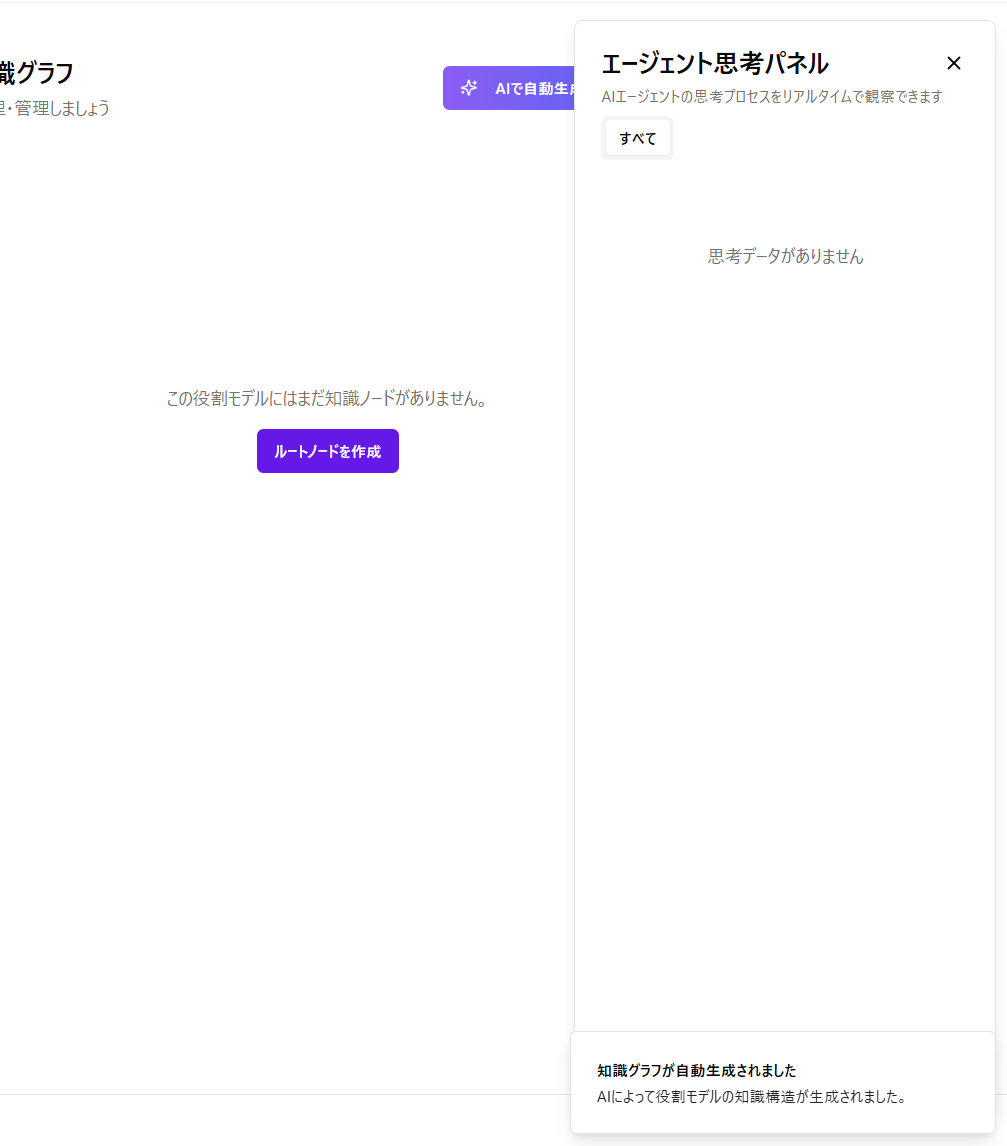 識グラフ
理・管理しましょう
AIで自動生成
エージェント思考パネル
AIエージェントの思考プロセスをリアルタイムで観察できます
すべて
思考データがありません
この役割モデルにはまだ知識ノードがありません。
ルートノードを作成
知識グラフが自動生成されました
AIによって役割モデルの知識構造が生成されました。